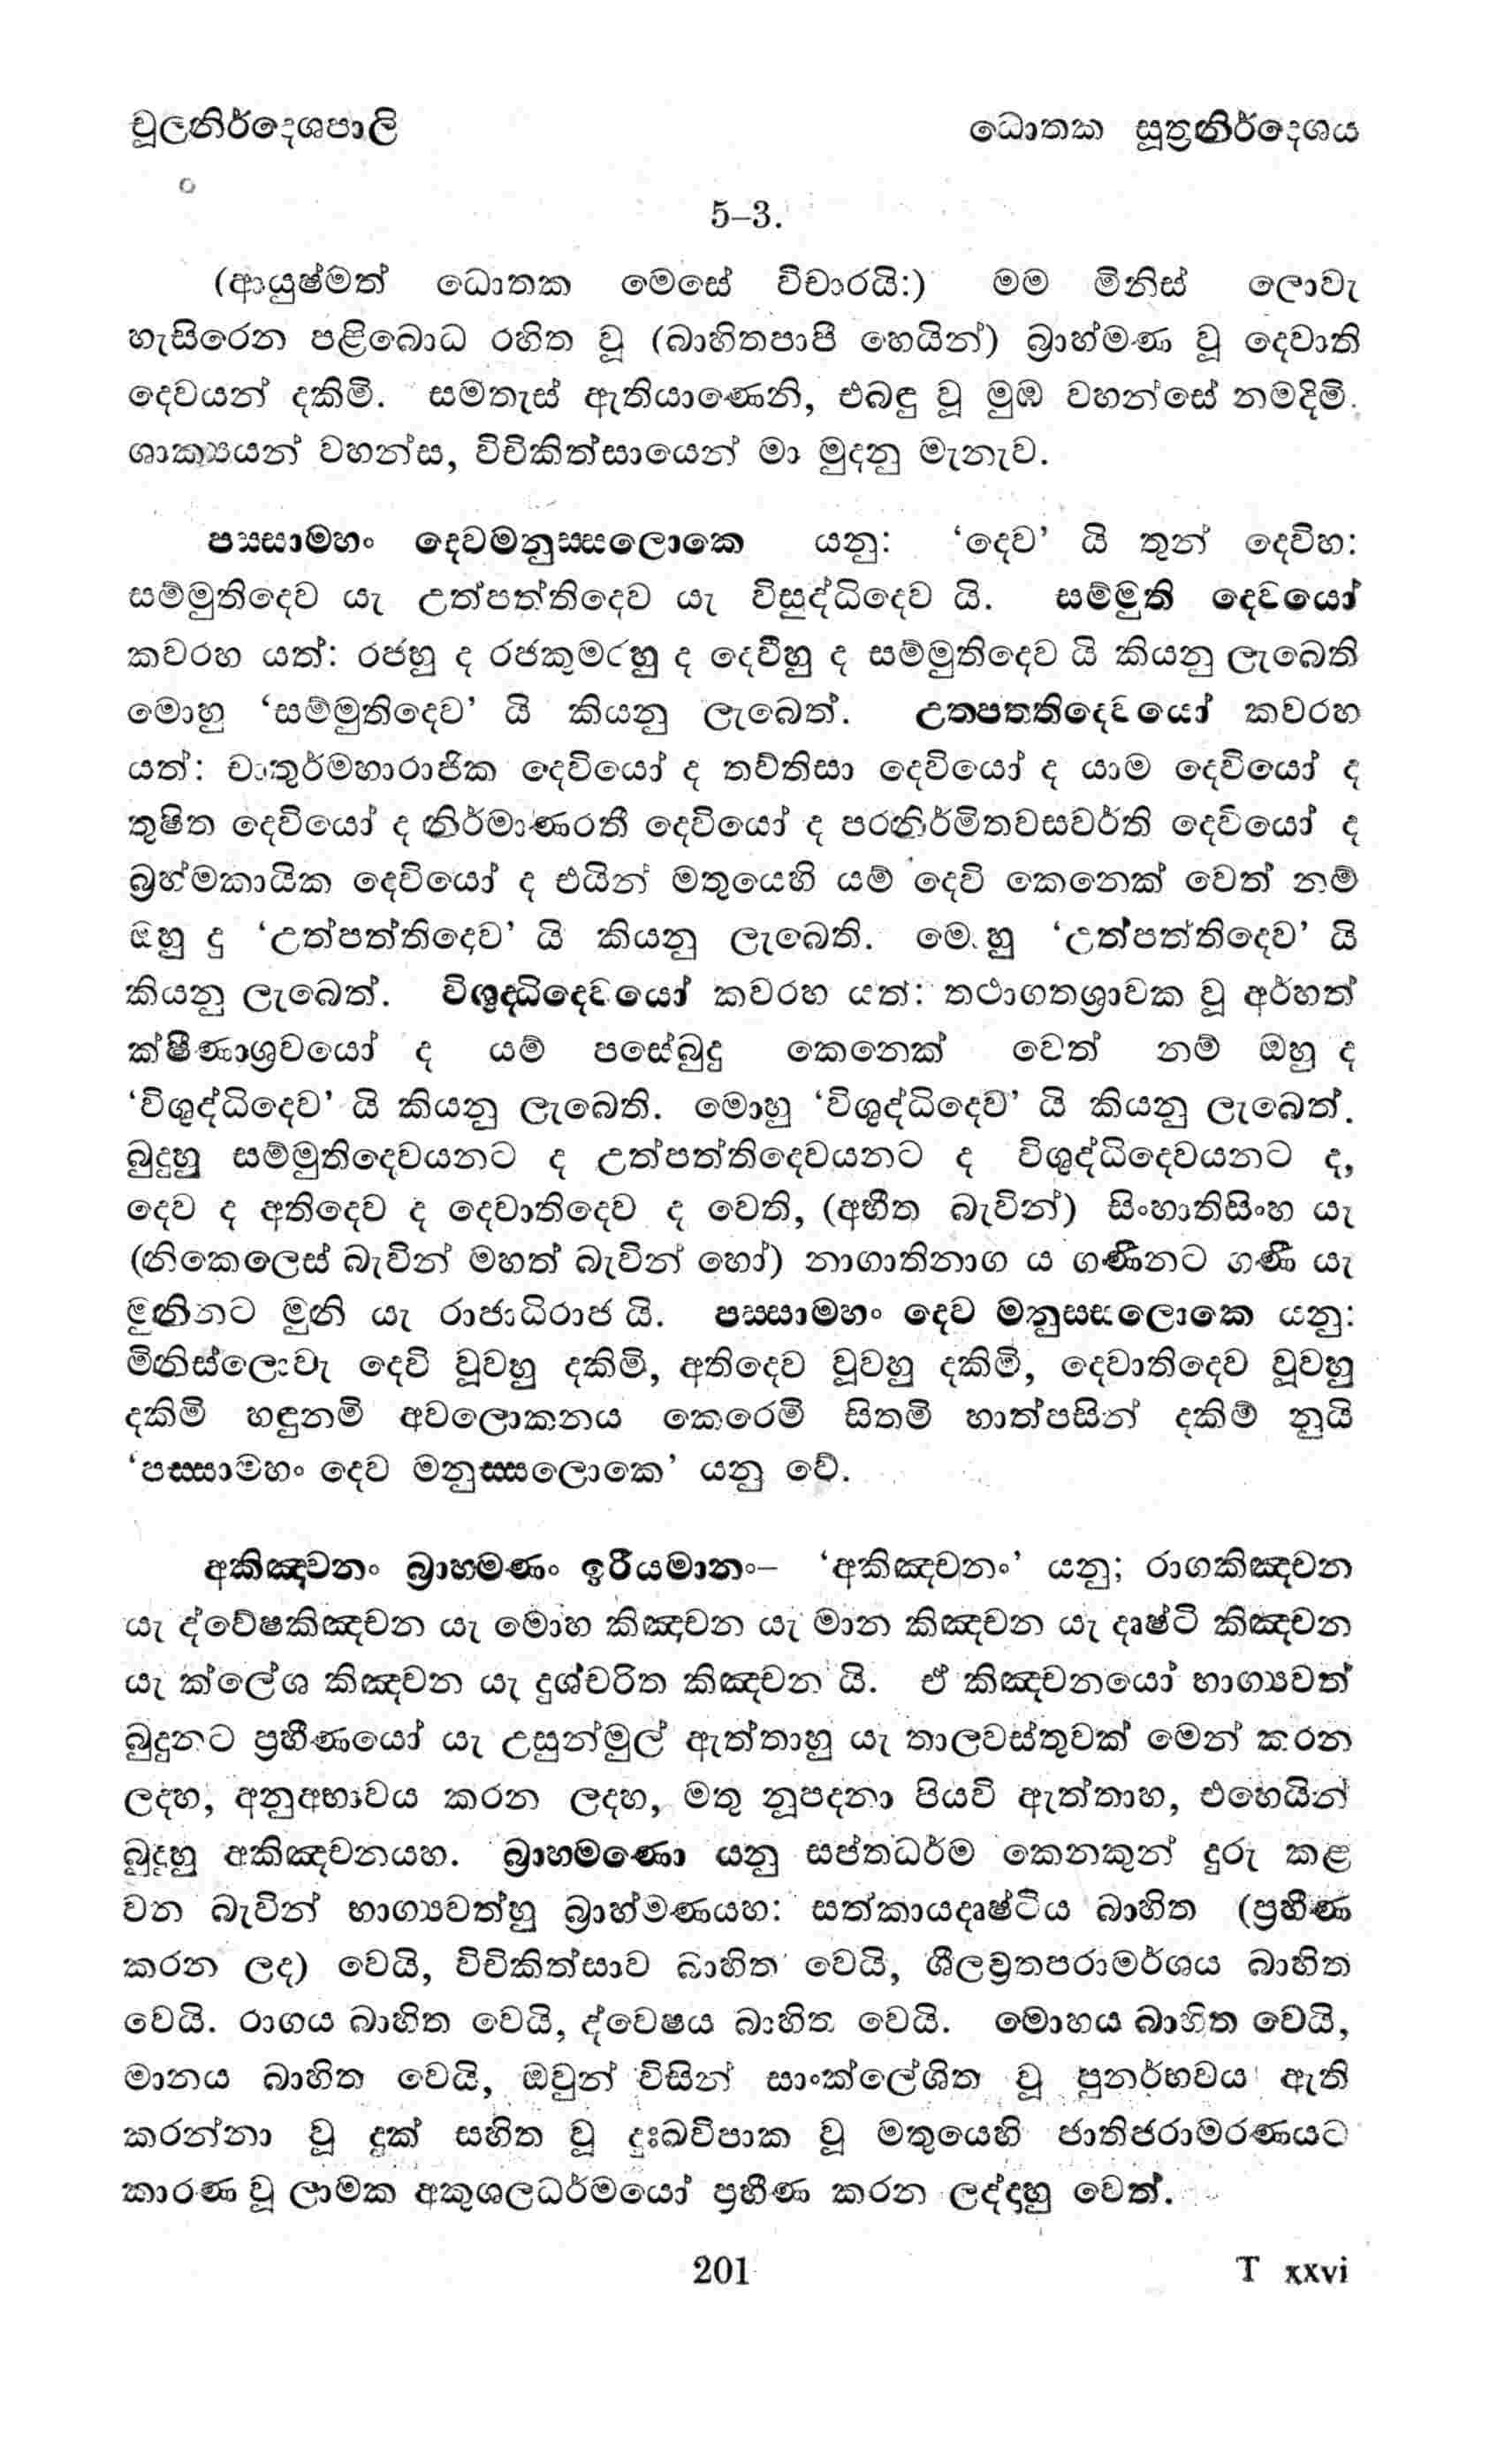 චූලනිර්දෙශපාලි
ධොතක සූත්‍රනිර්දෙශය
5–3.
(ආයුෂ්මත් ධොතක මෙසේ විචාරයි:) මම මිනිස් ලොවැ
හැසිරෙන පළිබොධ රහිත වූ (බාහිතපාපී හෙයින්) බ්‍රාහ්මණ වූ දෙවාති
දෙවයන් දකිමි. සමතැස් ඇතියාණෙනි, එබඳු වූ මුඹ වහන්සේ නමදිමි.
ශාක්‍යයන් වහන්ස, විචිකිත්සායෙන් මා මුදනු මැනැව.
පස්සාමහං දෙවමනුස්සලොකෙ යනු: ‘දෙව’ යි තුන් දෙවිහ:
සම්මුතිදෙව යැ උත්පත්තිදෙව යැ විසුද්ධිදෙව යි. සම්මුති දෙවයෝ
කවරහ යත්: රජහු ද රජකුමරහු ද දෙවීහු ද සම්මුතිදෙව යි කියනු ලැබෙති
මොහු ‘සම්මුතිදෙව’ යි කියනු ලැබෙත්. උත්පත්තිදෙවයෝ කවරහ
යත්: චාතුර්මහාරාජික දෙවියෝ ද තව්තිසා දෙවියෝ ද යාම දෙවියෝ ද
තුෂිත දෙවියෝ ද නිර්මාණරතී දෙවියෝ ද පරනිර්මිතවසවර්ති දෙවියෝ ද
බ්‍රහ්මකායික දෙවියෝ ද එයින් මතුයෙහි යම් දෙවි කෙනෙක් වෙත් නම්
ඔහු දු ‘උත්පත්තිදෙව’ යි කියනු ලැබෙති. මොහු ‘උත්පත්තිදෙව’ යි
කියනු ලැබෙත්. විශුද්ධිදෙවයෝ කවරහ යත්: තථාගතශ්‍රාවක වූ අර්හත්
ක්ෂීණාශ්‍රවයෝ ද යම් පසේබුදු කෙනෙක් වෙත් නම් ඔහු ද
‘විශුද්ධිදෙව’ යි කියනු ලැබෙති. මොහු ‘විශුද්ධිදෙව’ යි කියනු ලැබෙත්.
බුදුහු සම්මුතිදෙවයනට ද උත්පත්තිදෙවයනට ද විශුද්ධිදෙවයනට ද,
දෙව ද අතිදෙව ද දෙවාතිදෙව ද වෙති, (අභීත බැවින්) සිංහාතිසිංහ යැ
(නිකෙලෙස් බැවින් මහත් බැවින් හෝ) නාගාතිනාග ය ගණීනට ගණී යැ
මුනිනට මුනි යැ රාජාධිරාජ යි. පස්සාමහං දෙව මනුස්සලොකෙ යනු:
මිනිස්ලොවැ දෙවි වූවහු දකිමි, අතිදෙව වූවහු දකිමි, දෙවාතිදෙව වූවහු
දකිමි හඳුනමි අවලොකනය කෙරෙමි සිතමි හාත්පසින් දකිම් නුයි
‘පස්සාමහං දෙව මනුස්සලොකෙ’ යනු වේ.
අකිඤ්චනං බ්‍රාහ්මණං ඉරීයමානං– ‘අකිඤ්චනං’ යනු; රාගකිඤ්චන
යැ ද්වේෂකිඤ්චන යැ මොහ කිඤ්චන යැ මාන කිඤ්චන යැ දෘෂ්ටි කිඤ්චන
යැ ක්ලේශ කිඤ්චන යැ දුශ්චරිත කිඤ්චන යි. ඒ කිඤ්චනයෝ භාග්‍යවත්
බුදුනට ප්‍රහීණයෝ යැ උසුන්මුල් ඇත්තාහු යැ තාලවස්තුවක් මෙන් කරන
ලදහ, අනුඅභාවය කරන ලදහ, මතු නූපදනා පියවි ඇත්තාහ, එහෙයින්
බුදුහු අකිඤ්චනයහ. බ්‍රාහ්මණො යනු සප්තධර්ම කෙනකුන් දුරු කළ
වන බැවින් භාග්‍යවත්හු බ්‍රාහ්මණයහ: සත්කායදෘෂ්ටිය බාහිත (ප්‍රහීණ
කරන ලද) වෙයි, විචිකිත්සාව බාහිත වෙයි, ශීලව්‍රතපරාමර්ශය බාහිත
වෙයි. රාගය බාහිත වෙයි, ද්වෙෂය බාහිත වෙයි. මොහය බාහිත වෙයි,
මානය බාහිත වෙයි, ඔවුන් විසින් සාංක්ලේශිත වූ පුනර්භවය ඇති
කරන්නා වූ දුක් සහිත වූ දුඃඛවිපාක වූ මතුයෙහි ජාතිජරාමරණයට
කාරණ වූ ලාමක අකුශලධර්මයෝ ප්‍රහීණ කරන ලද්දාහු වෙත්.
201
T xxvi